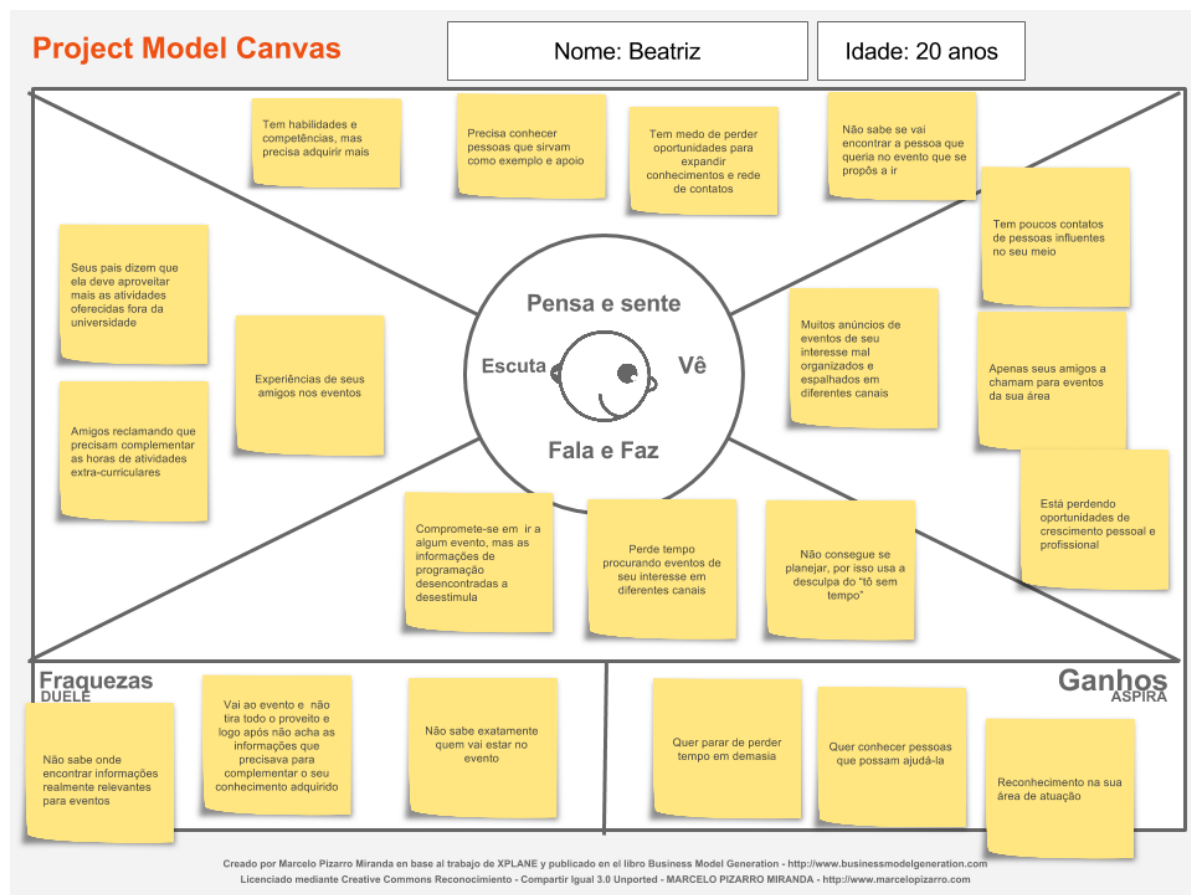 Project Model Canvas
Nome: Beatriz
Idade: 20 anos
Tem habilidades e
competências, mas
precisa adquirir mais
Precisa conhecer
pessoas que sirvam
como exemplo e apoio
Tem medo de perder
oportunidades para
expandir
conhecimentos e rede
de contatos
Não sabe se vai
encontrar a pessoa que
queria no evento que se
propôs a ir
Tem poucos contatos
de pessoas influentes
no seu meio
Seus pais dizem que
ela deve aproveitar
mais as atividades
oferecidas fora da
universidade
Experiências de seus
amigos nos eventos
Amigos reclamando que
precisam complementar
as horas de atividades
extra-curriculares
Pensa e sente
Escuta
Vê
Fala e Faz
Muitos anúncios de
eventos de seu
interesse mal
organizados e
espalhados em
diferentes canais
Apenas seus amigos a
chamam para eventos
da sua área
Está perdendo
oportunidades de
crescimento pessoal e
profissional
Compromete-se em ir a
algum evento, mas as
informações de
programação
desencontradas a
desestimula
Perde tempo
procurando eventos de
seu interesse em
diferentes canais
Não consegue se
planejar, por isso usa a
desculpa do “tô sem
tempo”
Fraquezas
DUELE
Não sabe onde
encontrar informações
realmente relevantes
para eventos
Vai ao evento e não
tira todo o proveito e
logo após não acha as
informações que
precisava para
complementar o seu
conhecimento adquirido
Não sabe exatamente
quem vai estar no
evento
Ganhos
ASPIRA
Quer parar de perder
tempo em demasia
Quer conhecer pessoas
que possam ajudá-la
Reconhecimento na sua
área de atuação
Creado por Marcelo Pizarro Miranda en base al trabajo de XPLANE y publicado en el libro Business Model Generation - http://www.businessmodelgeneration.com
Licenciado mediante Creative Commons Reconocimiento - Compartir Igual 3.0 Unported - MARCELO PIZARRO MIRANDA - http://www.marcelopizarro.com